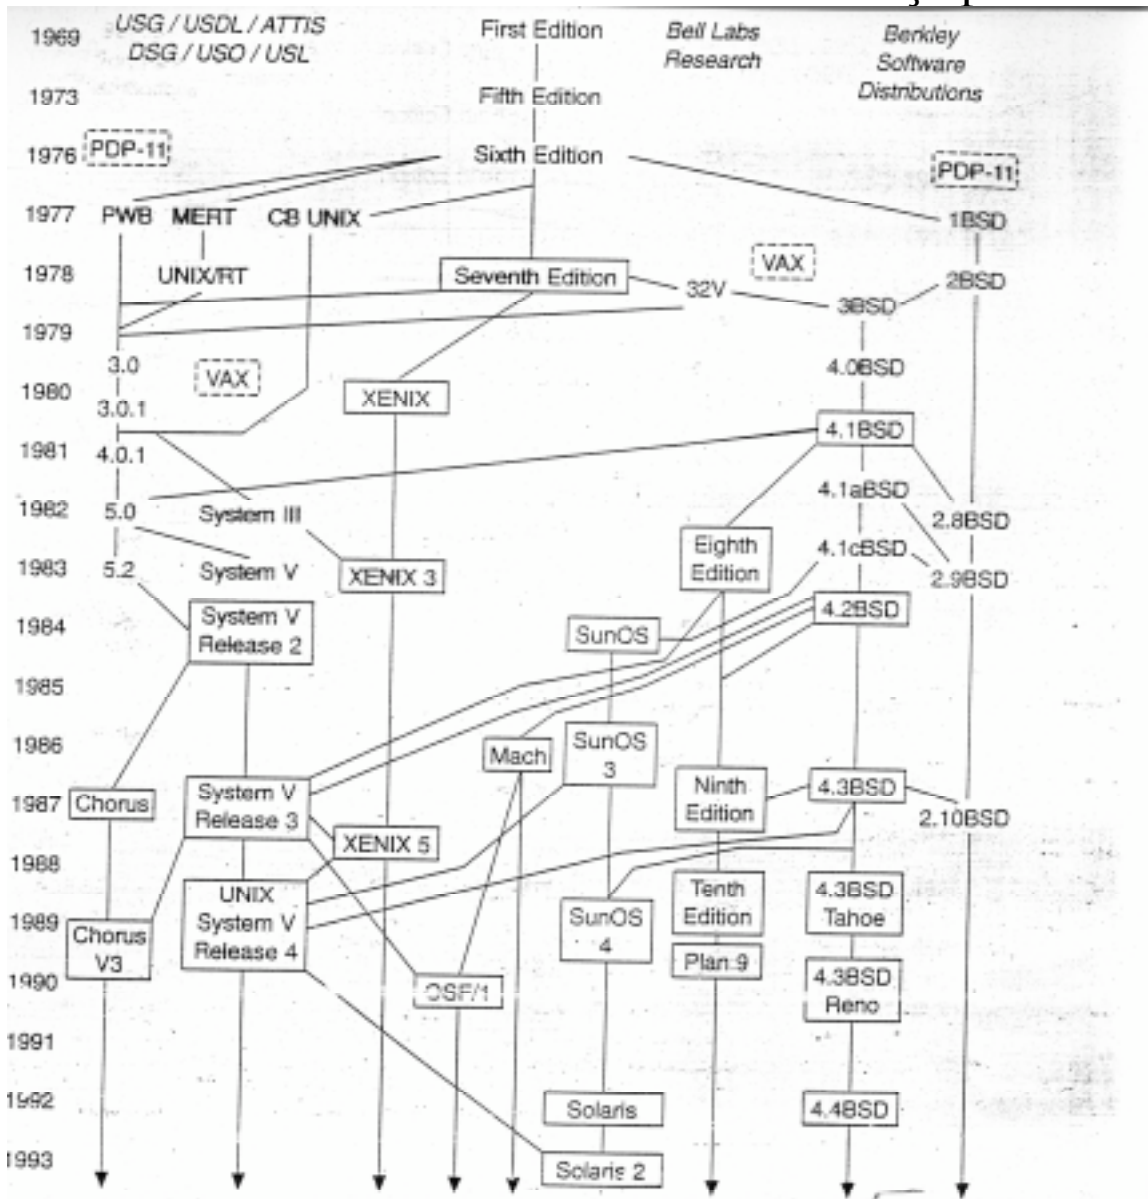 USG / USDL / ATTIS
DSG / USO / USL
First Edition
Bell Labs
Research
Berkley
Software
Distributions
1969
1973
Fifth Edition
1976
PDP-11
Sixth Edition
PDP-11
1977
PWB
MERT
CB UNIX
1BSD
1978
UNIX/RT
Seventh Edition
VAX
32V
2BSD
3BSD
1979
3.0
VAX
4.0BSD
1980
3.0.1
XENIX
4.1BSD
1981
4.0.1
4.1aBSD
1982
5.0
System III
2.8BSD
Eighth
Edition
4.1cBSD
1983
5.2
System V
XENIX 3
2.9BSD
System V
Release 2
4.2BSD
1984
SunOS
1985
1986
Mach
SunOS
3
1987
Chorus
System V
Release 3
Ninth
Edition
4.3BSD
2.10BSD
XENIX 5
1988
UNIX
System V
Release 4
Tenth
Edition
4.3BSD
Tahoe
1989
Chorus
V3
SunOS
4
Plan 9
4.3BSD
Reno
1990
OSF/1
1991
1992
Solaris
4.4BSD
1993
Solaris 2